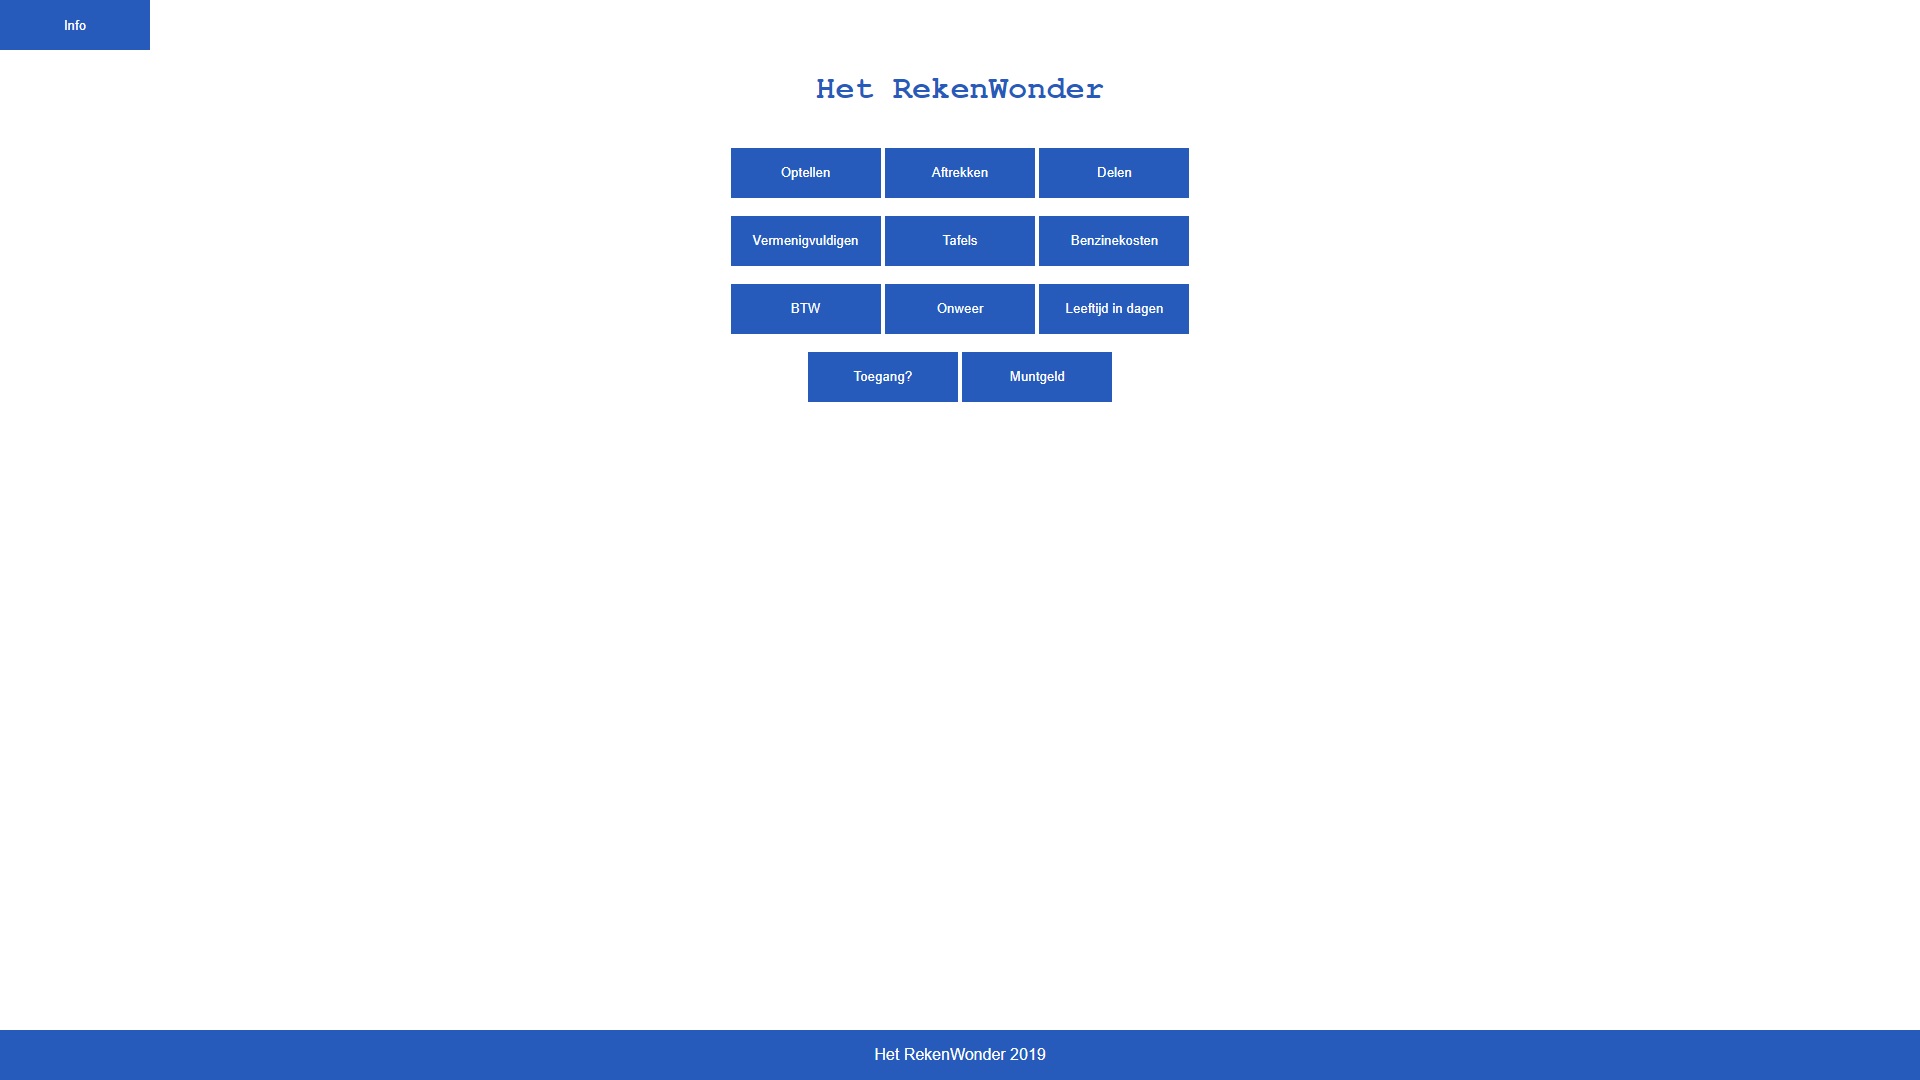 Info
Het RekenWonder
Optellen Aftrekken Delen
Vermenigvuldigen Tafels Benzinekosten
BTW Onweer Leeftijd in dagen
Toegang? Muntgeld
Het RekenWonder 2019